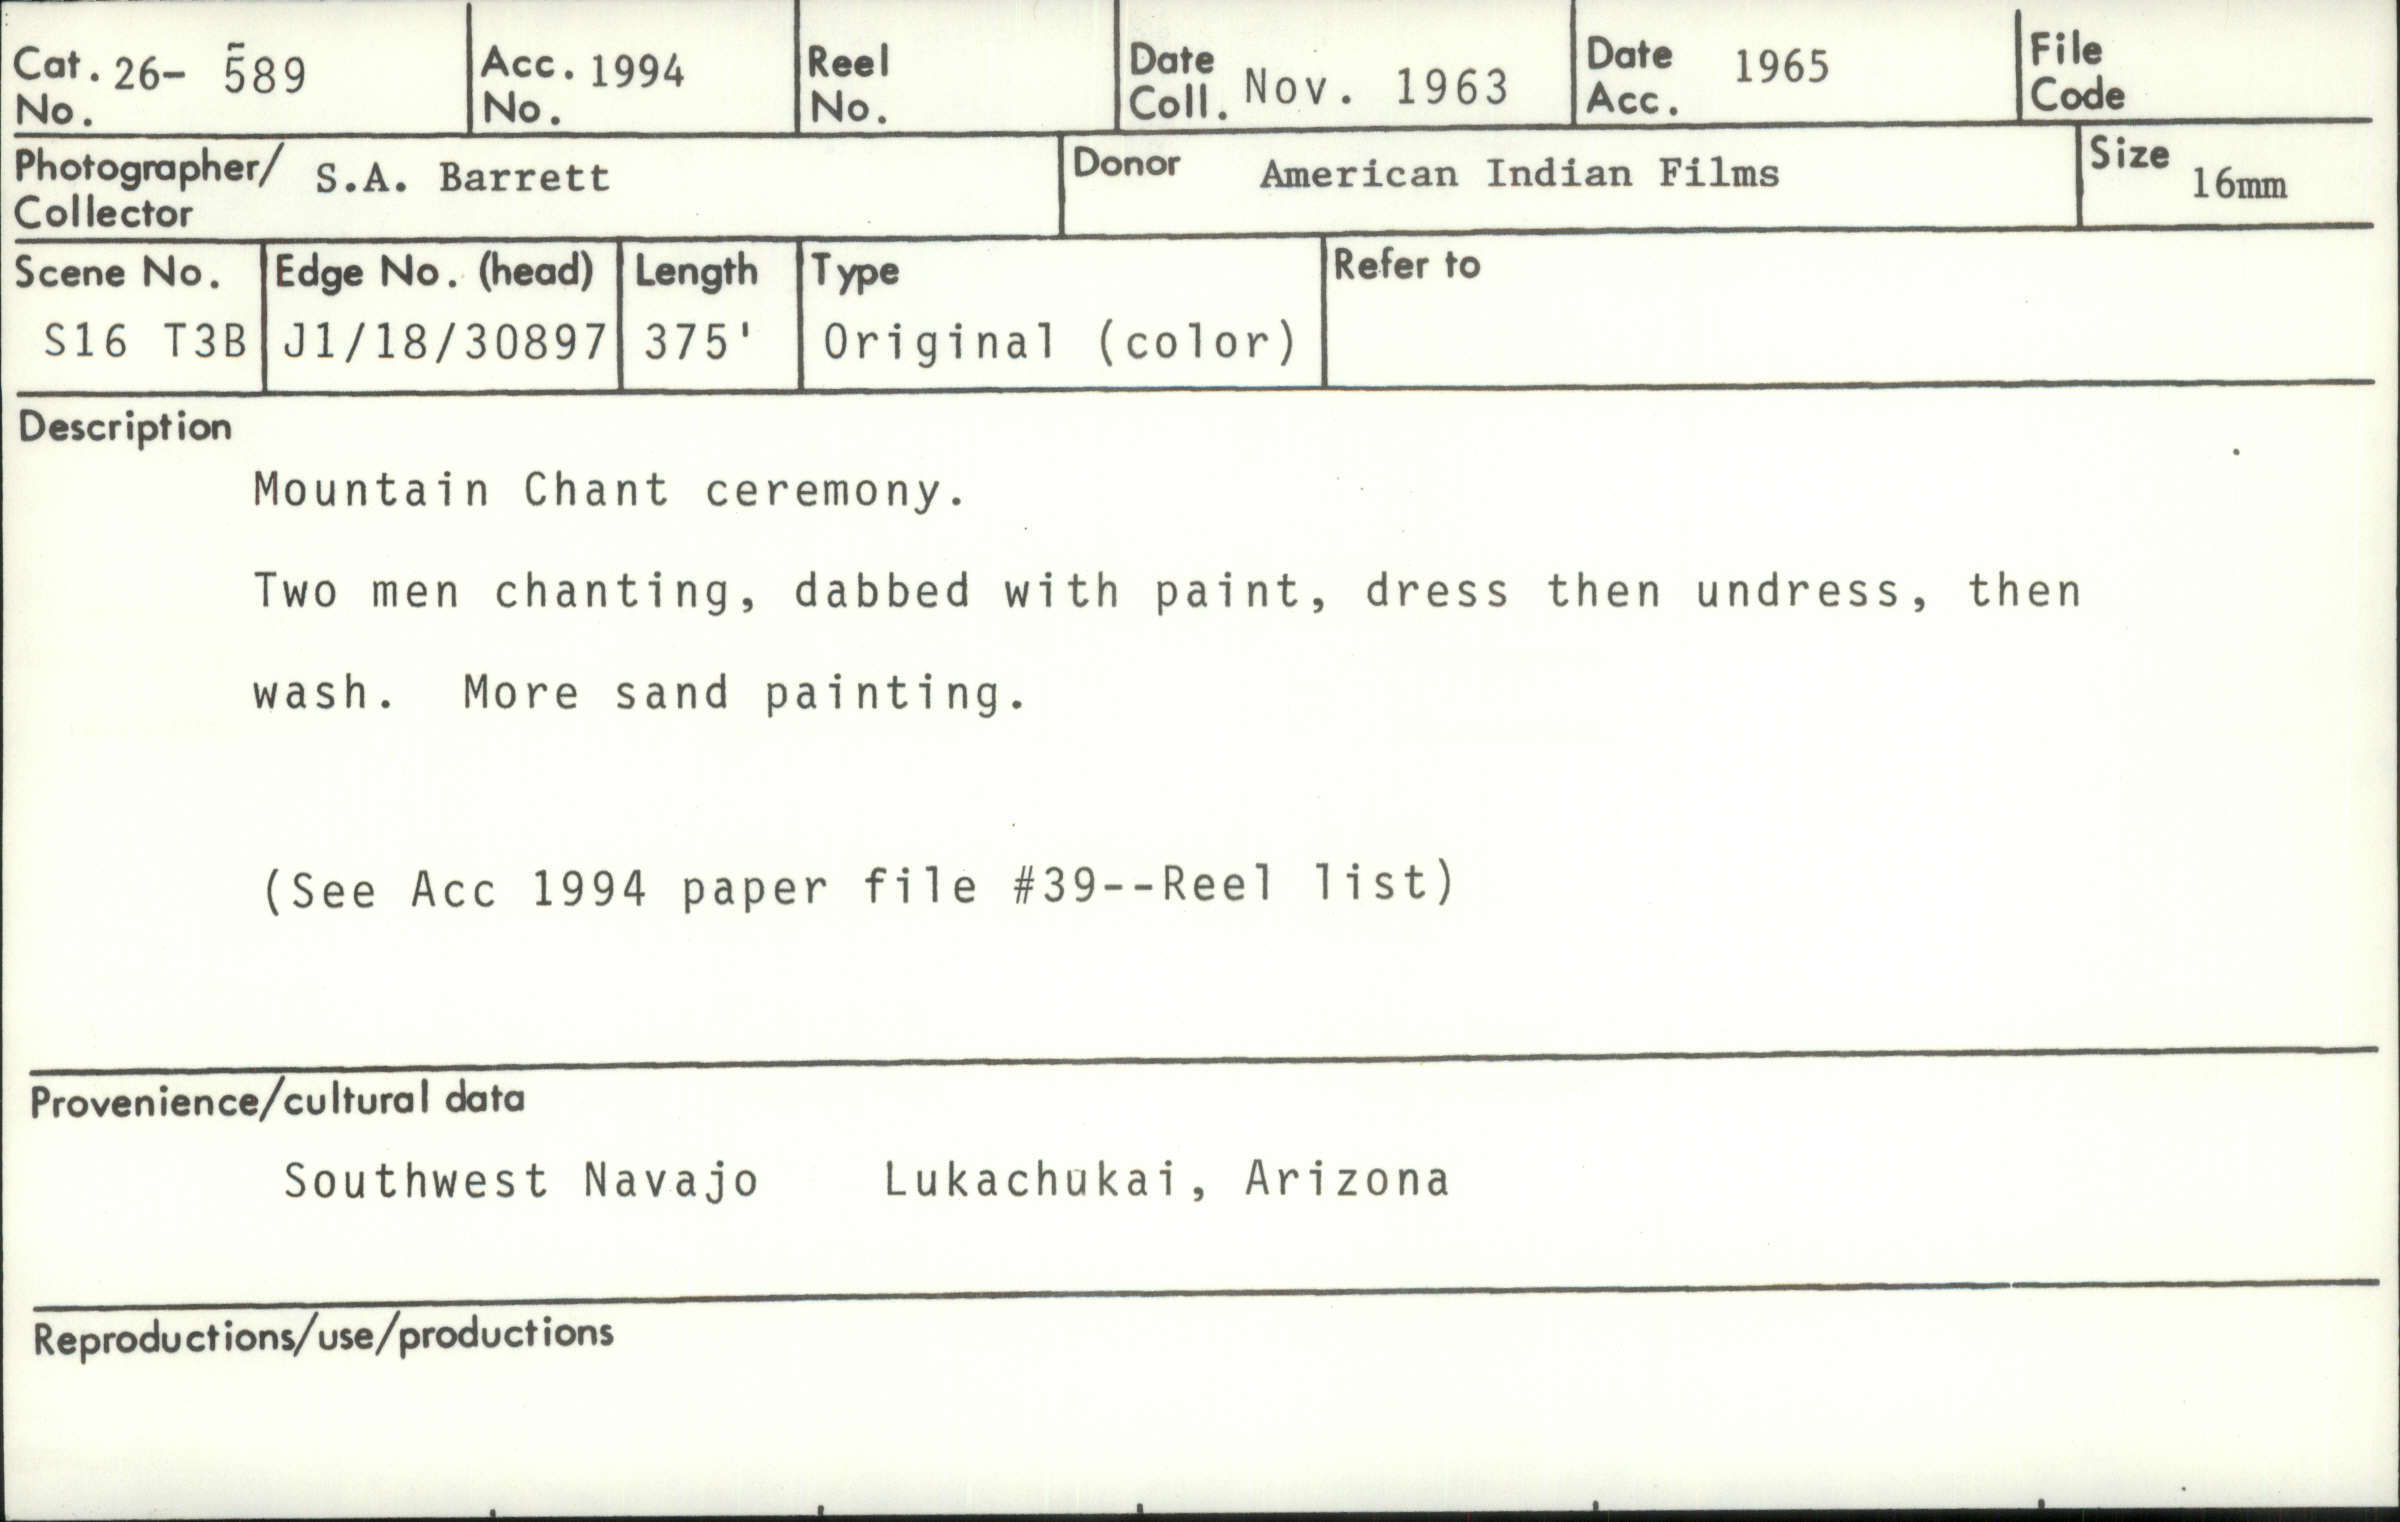 Cat. No. 26- 589 Acc. No. 1994 Reel No. Date Coll. Nov. 1963 Date Acc. 1965 File Code
Photographer/ Collector S.A. Barrett Donor American Indian Films Size 16mm
Scene No. Edge No. (head) Length Type Refer to
S16 T3B J1/18/30897 375' Original (color)
Description
Mountain Chant ceremony.
Two men chanting, dabbed with paint, dress then undress, then
wash. More sand painting.
(See Acc 1994 paper file #39--Reel list)
Provenience/cultural data
Southwest Navajo Lukachukai, Arizona
Reproductions/use/productions